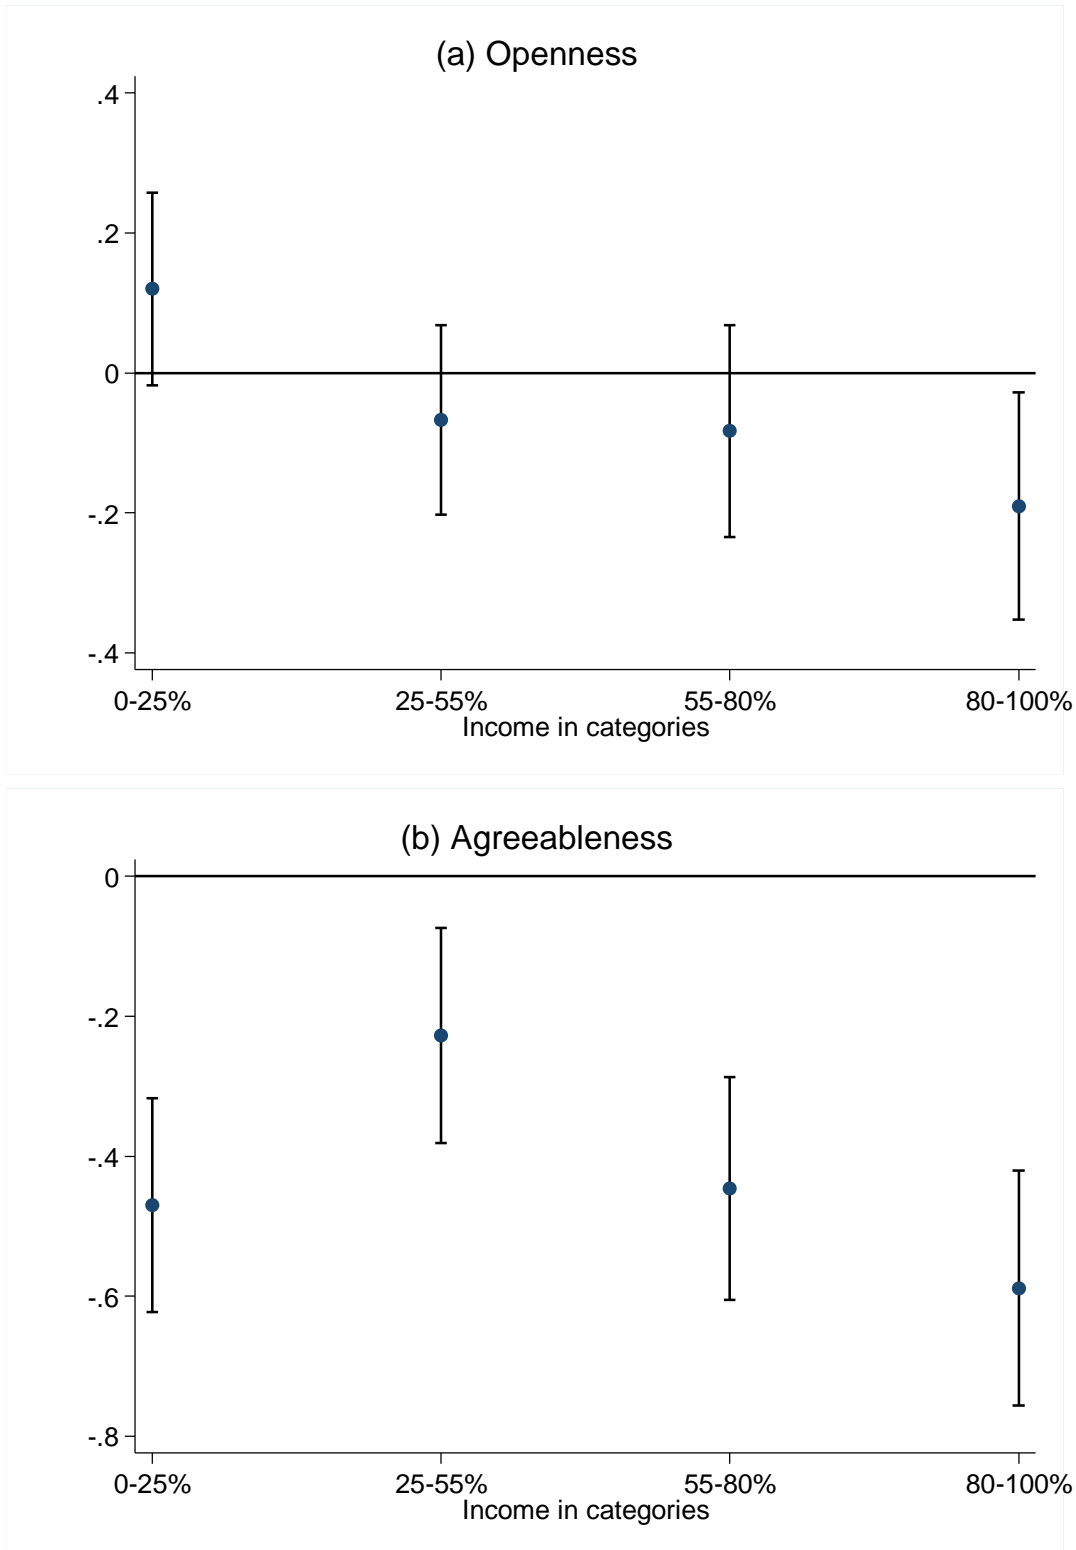 (a) Openness
.4
.2
0
-.2
-.4
0-25% 25-55% 55-80% 80-100%
Income in categories
(b) Agreeableness
0
-.2
-.4
-.6
-.8
0-25% 25-55% 55-80% 80-100%
Income in categories